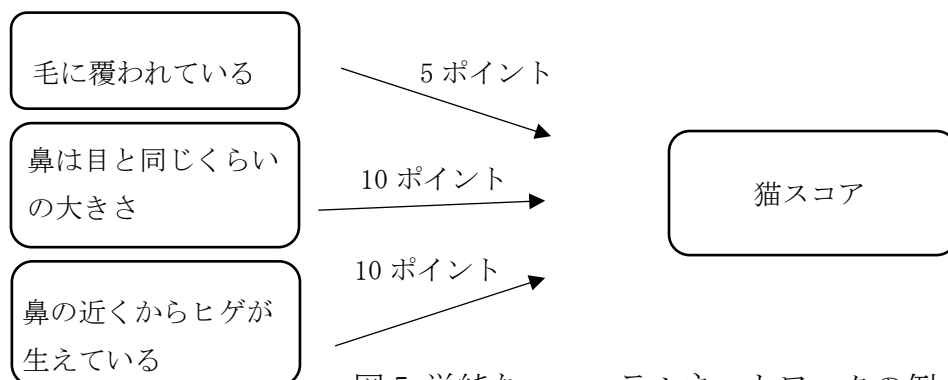 毛に覆われている
5 ポイント
鼻は目と同じくらい
の大きさ
10 ポイント
猫スコア
鼻の近くからヒゲが
生えている
10 ポイント